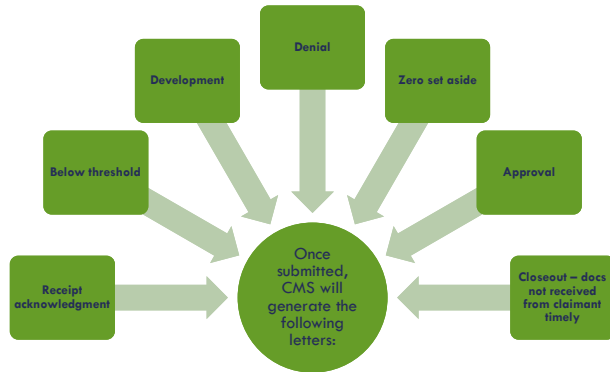 Denial
Development
Zero set aside
Below threshold
Approval
Once
submitted,
CMS will
generate the
following
letters:
Receipt
acknowledgment
Closeout – docs
not received
from claimant
timely